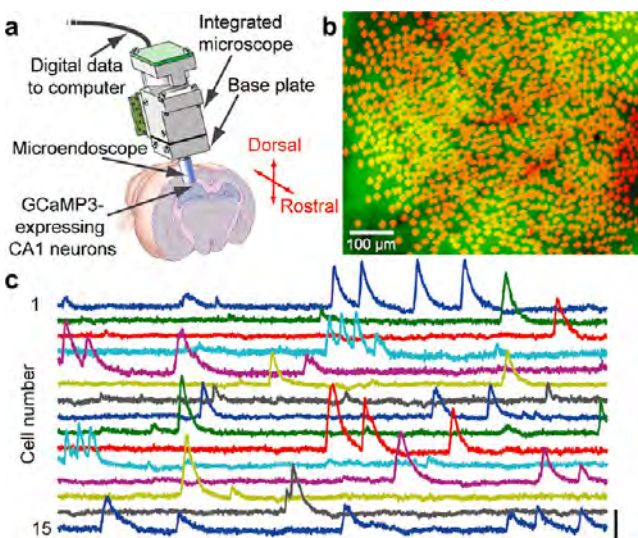 a
Digital data
to computer
Integrated
microscope
Base plate
Microendoscope
Dorsal
Rostral
GCaMP3-
expressing
CA1 neurons
b
100 µm
c
1
Cell number
15